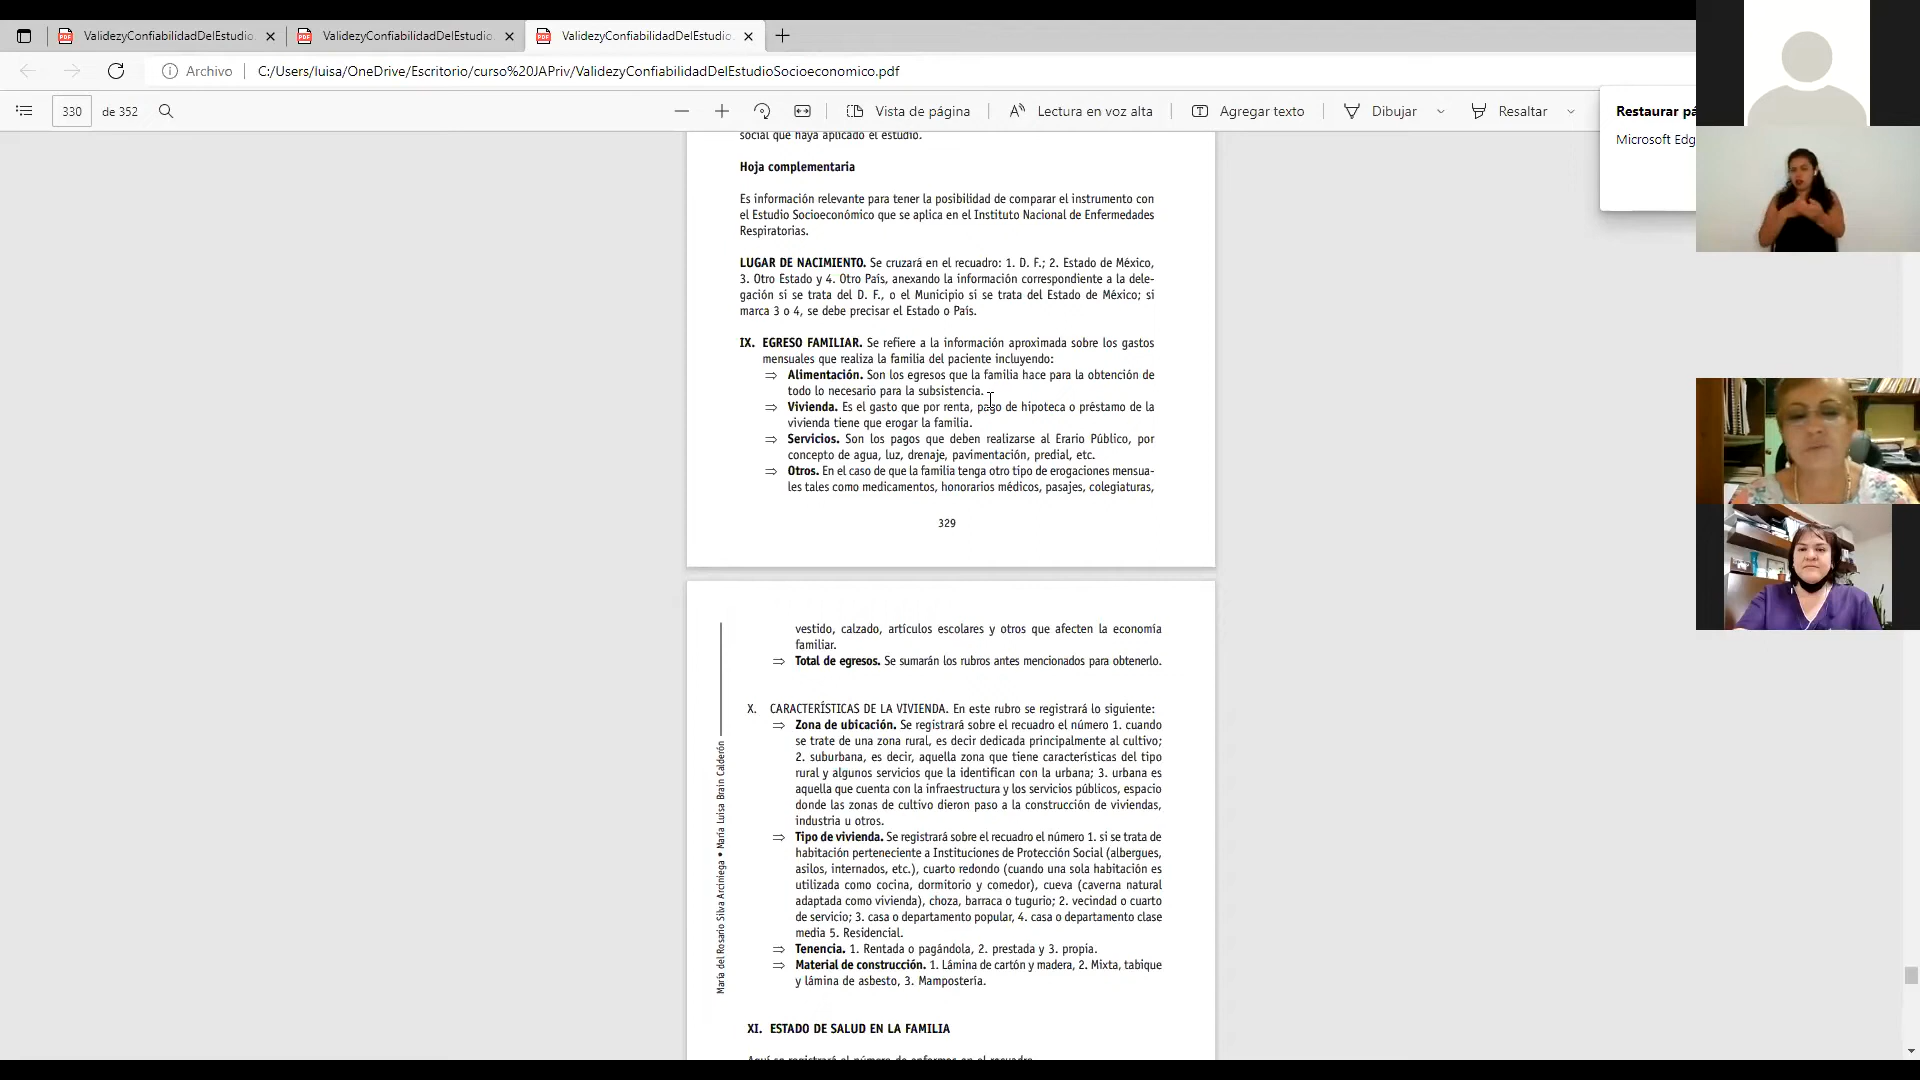 ValidezyConfiabilidadDelEstudio
ValidezyConfiabilidadDelEstudio
ValidezyConfiabilidadDelEstudio
Archivo
C:/Users/luisa/OneDrive/Escritorio/curso%20JAPriv/ValidezyConfiabilidadDelEstudioSocioeconomico.pdf
330 de 352
Vista de página
Lectura en voz alta
Agregar texto
Dibujar
Resaltar
Restaurar pá
Microsoft Edg
social que haya aplicado el estudio.
Hoja complementaria
Es información relevante para tener la posibilidad de comparar el instrumento con
el Estudio Socioeconómico que se aplica en el Instituto Nacional de Enfermedades
Respiratorias.
LUGAR DE NACIMIENTO. Se cruzará en el recuadro: 1. D. F.; 2. Estado de México,
3. Otro Estado y 4. Otro País, anexando la información correspondiente a la dele-
gación si se trata del D. F., o el Municipio si se trata del Estado de México; si
marca 3 o 4, se debe precisar el Estado o País.
IX. EGRESO FAMILIAR. Se refiere a la información aproximada sobre los gastos
mensuales que realiza la familia del paciente incluyendo:
⇒ Alimentación. Son los egresos que la familia hace para la obtención de
todo lo necesario para la subsistencia.
⇒ Vivienda. Es el gasto que por renta, pago de hipoteca o préstamo de la
vivienda tiene que erogar la familia.
⇒ Servicios. Son los pagos que deben realizarse al Erario Público, por
concepto de agua, luz, drenaje, pavimentación, predial, etc.
⇒ Otros. En el caso de que la familia tenga otro tipo de erogaciones mensua-
les tales como medicamentos, honorarios médicos, pasajes, colegiaturas,
329
vestido, calzado, artículos escolares y otros que afecten la economía
familiar.
⇒ Total de egresos. Se sumarán los rubros antes mencionados para obtenerlo.
X. CARACTERÍSTICAS DE LA VIVIENDA. En este rubro se registrará lo siguiente:
⇒ Zona de ubicación. Se registrará sobre el recuadro el número 1. cuando
se trate de una zona rural, es decir dedicada principalmente al cultivo;
2. suburbana, es decir, aquella zona que tiene características del tipo
rural y algunos servicios que la identifican con la urbana; 3. urbana es
aquella que cuenta con la infraestructura y los servicios públicos, espacio
donde las zonas de cultivo dieron paso a la construcción de viviendas,
industria u otros.
⇒ Tipo de vivienda. Se registrará sobre el recuadro el número 1. si se trata de
habitación perteneciente a Instituciones de Protección Social (albergues,
asilos, internados, etc.), cuarto redondo (cuando una sola habitación es
utilizada como cocina, dormitorio y comedor), cueva (caverna natural
adaptada como vivienda), choza, barraca o tugurio; 2. vecindad o cuarto
de servicio; 3. casa o departamento popular, 4. casa o departamento clase
media 5. Residencial.
⇒ Tenencia. 1. Rentada o pagándola, 2. prestada y 3. propia.
⇒ Material de construcción. 1. Lámina de cartón y madera, 2. Mixta, tabique
y lámina de asbesto, 3. Mampostería.
XI. ESTADO DE SALUD EN LA FAMILIA
Aquí se registrará el número de enfermos en el recuadro
María del Rosario Silva Arciniega • María Luisa Brain Calderón